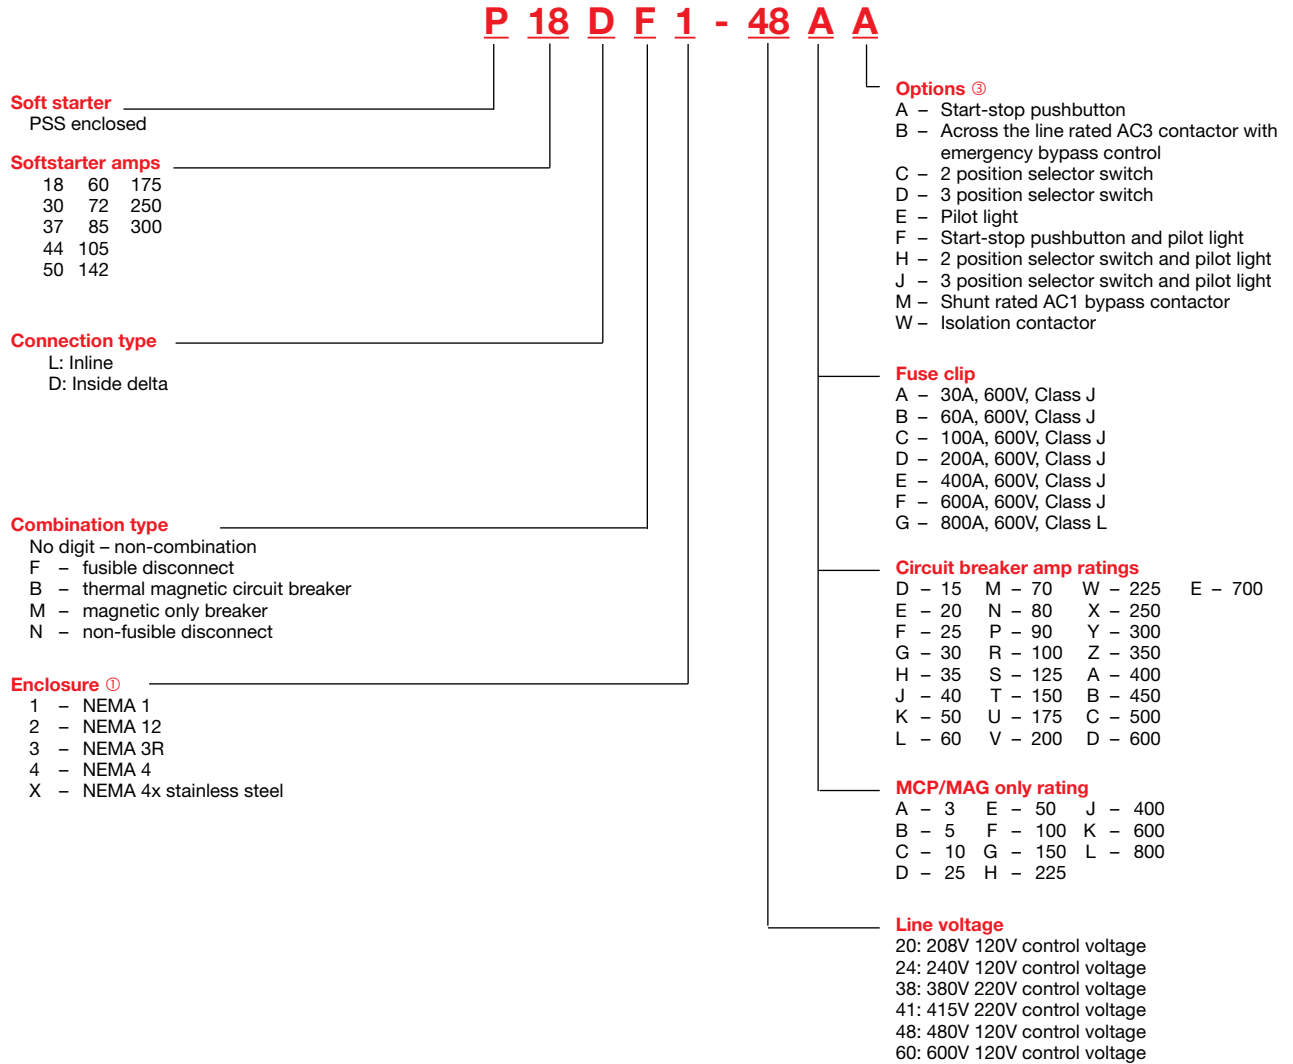 P 18 D F 1 - 48 A A
Soft starter
PSS enclosed
Softstarter amps
18 60 175
30 72 250
37 85 300
44 105
50 142
Connection type
L: Inline
D: Inside delta
Combination type
No digit – non-combination
F – fusible disconnect
B – thermal magnetic circuit breaker
M – magnetic only breaker
N – non-fusible disconnect
Enclosure ①
1 – NEMA 1
2 – NEMA 12
3 – NEMA 3R
4 – NEMA 4
X – NEMA 4x stainless steel
Options ③
A – Start-stop pushbutton
B – Across the line rated AC3 contactor with
emergency bypass control
C – 2 position selector switch
D – 3 position selector switch
E – Pilot light
F – Start-stop pushbutton and pilot light
H – 2 position selector switch and pilot light
J – 3 position selector switch and pilot light
M – Shunt rated AC1 bypass contactor
W – Isolation contactor
Fuse clip
A – 30A, 600V, Class J
B – 60A, 600V, Class J
C – 100A, 600V, Class J
D – 200A, 600V, Class J
E – 400A, 600V, Class J
F – 600A, 600V, Class J
G – 800A, 600V, Class L
Circuit breaker amp ratings
D – 15 M – 70 W – 225 E – 700
E – 20 N – 80 X – 250
F – 25 P – 90 Y – 300
G – 30 R – 100 Z – 350
H – 35 S – 125 A – 400
J – 40 T – 150 B – 450
K – 50 U – 175 C – 500
L – 60 V – 200 D – 600
MCP/MAG only rating
A – 3 E – 50 J – 400
B – 5 F – 100 K – 600
C – 10 G – 150 L – 800
D – 25 H – 225
Line voltage
20: 208V 120V control voltage
24: 240V 120V control voltage
38: 380V 220V control voltage
41: 415V 220V control voltage
48: 480V 120V control voltage
60: 600V 120V control voltage